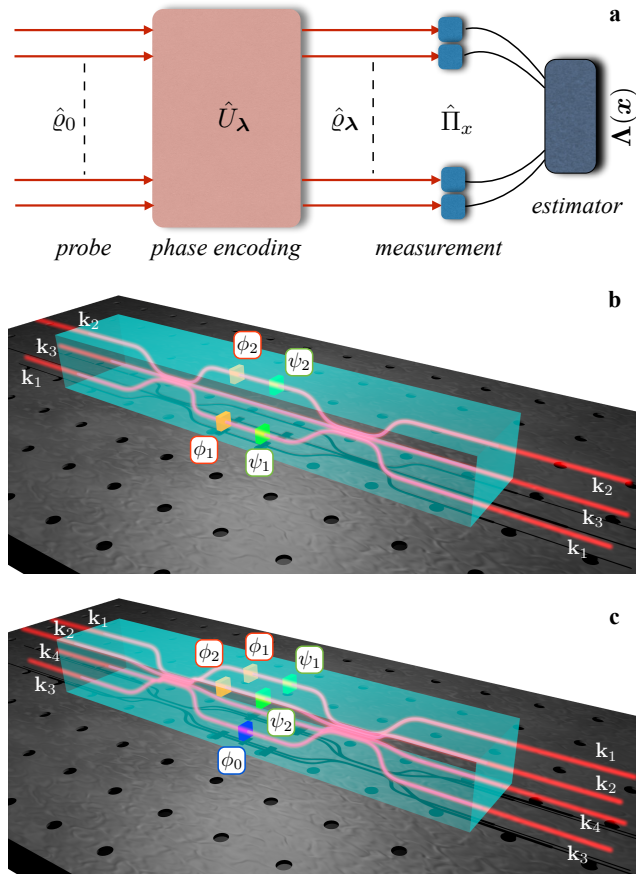 a
ϱ̂₀
Û_λ
ϱ̂_λ
Π̂ₓ
Λ(x)
estimator
probe
phase encoding
measurement
b
k₂
k₃
k₁
ϕ₂
ψ₂
ϕ₁
ψ₁
k₂
k₃
k₁
c
k₁
k₂
k₄
k₃
ϕ₂
ϕ₁
ψ₁
ψ₂
ϕ₀
k₁
k₂
k₄
k₃